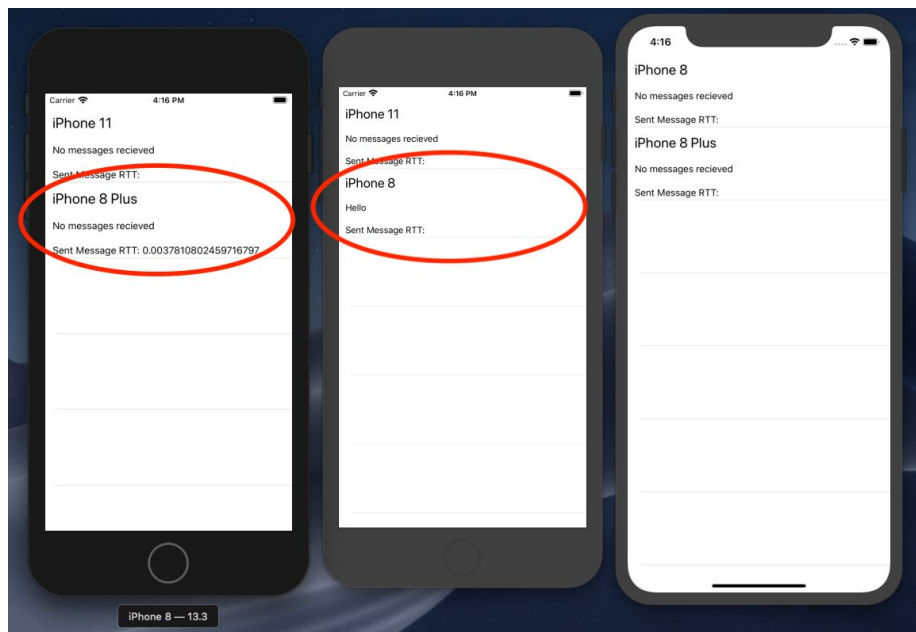 Carrier
4:16 PM
iPhone 11
No messages recieved
Sent Message RTT:
iPhone 8 Plus
No messages recieved
Sent Message RTT: 0.0037810802459716797
iPhone 8 — 13.3
Carrier
4:16 PM
iPhone 11
No messages recieved
Sent Message RTT:
iPhone 8
Hello
Sent Message RTT:
4:16
iPhone 8
No messages recieved
Sent Message RTT:
iPhone 8 Plus
No messages recieved
Sent Message RTT: